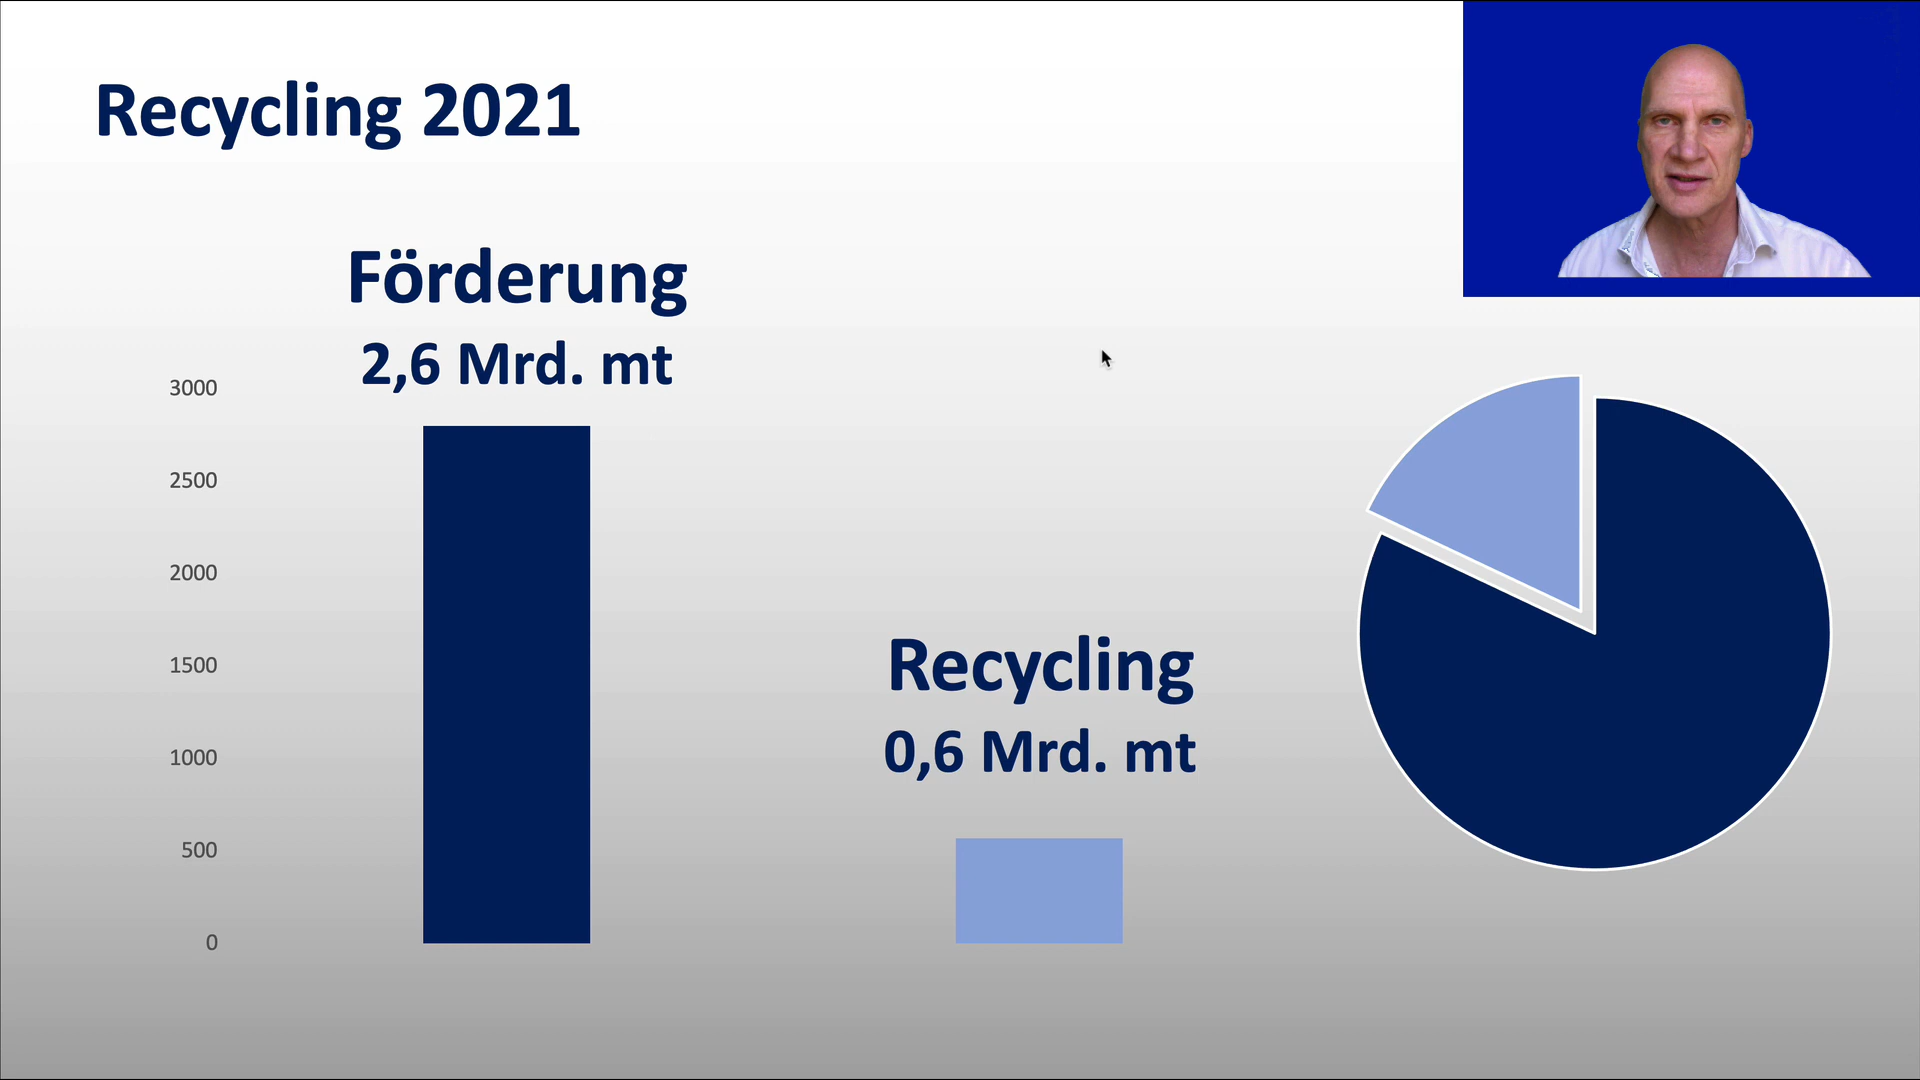 Recycling 2021
Förderung
2,6 Mrd. mt
3000
2500
2000
1500
1000
500
0
Recycling
0,6 Mrd. mt